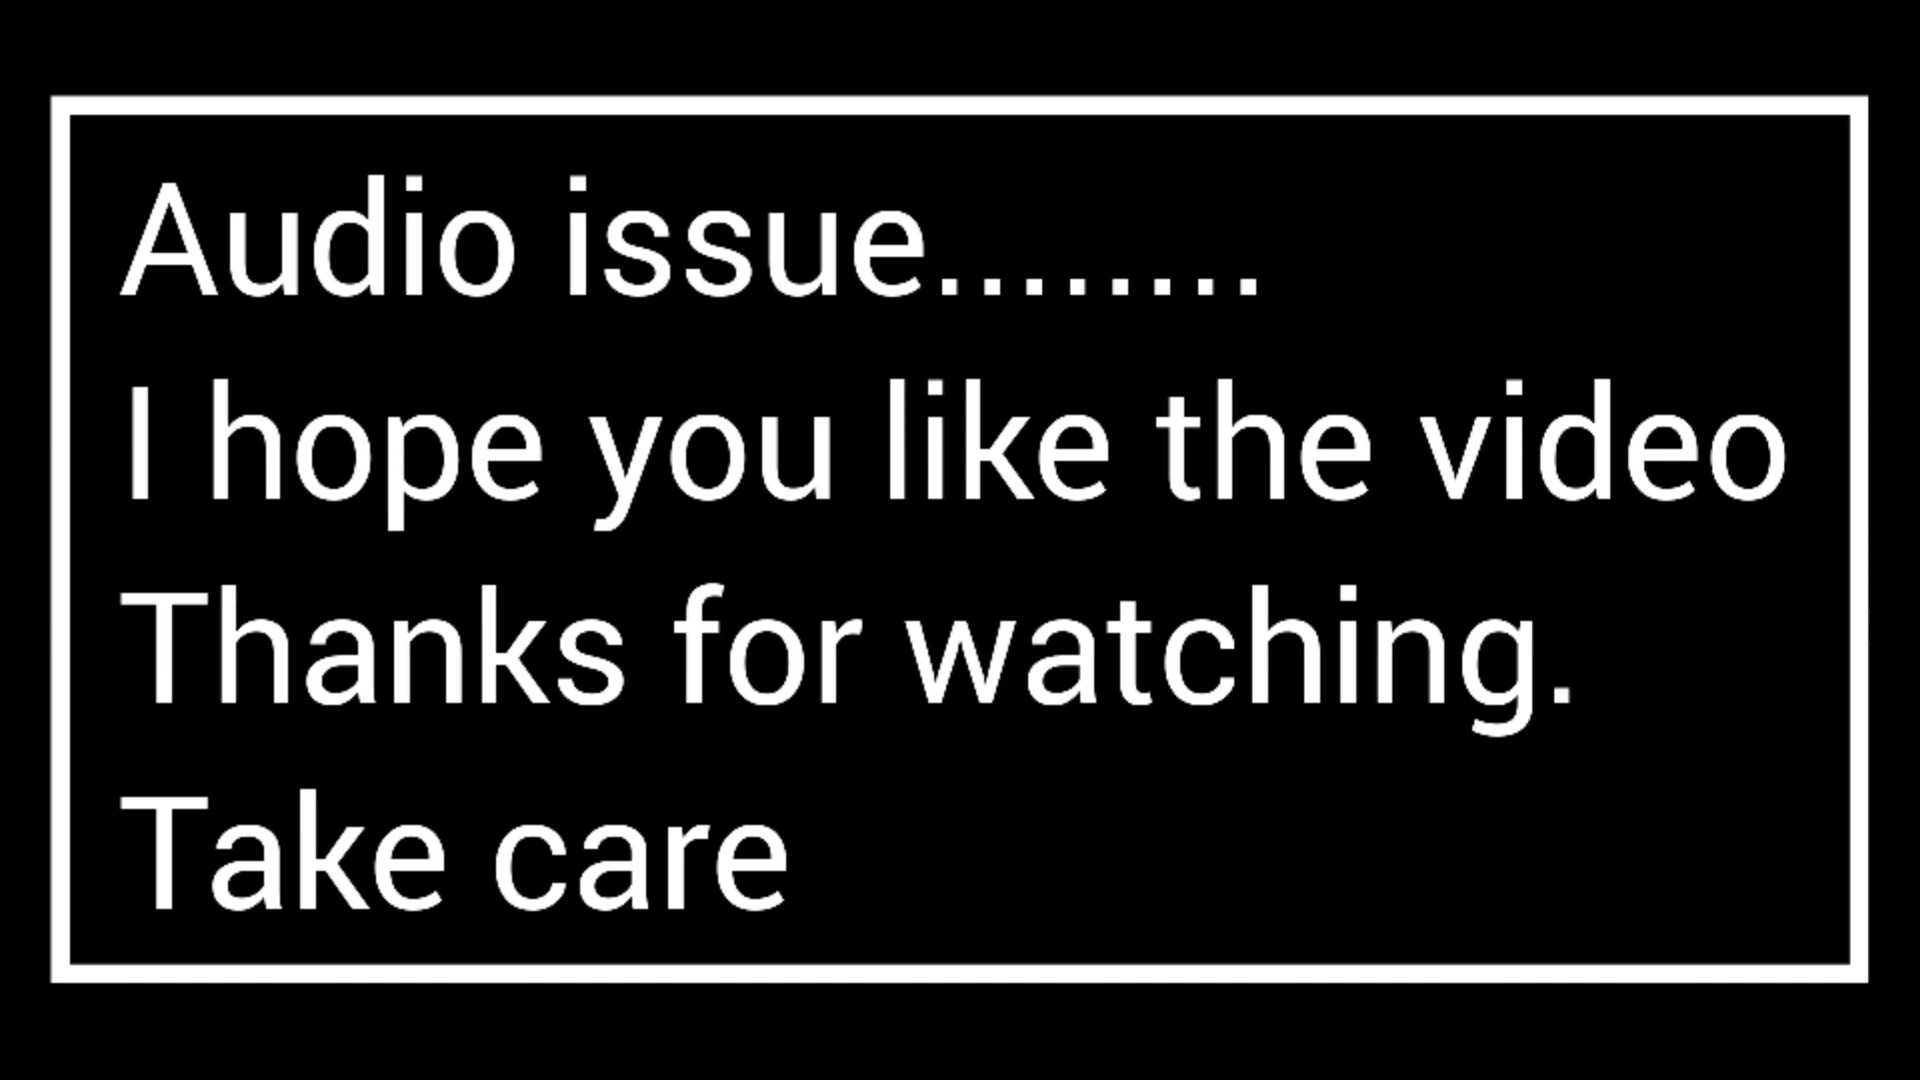 Audio issue........
I hope you like the video
Thanks for watching.
Take care